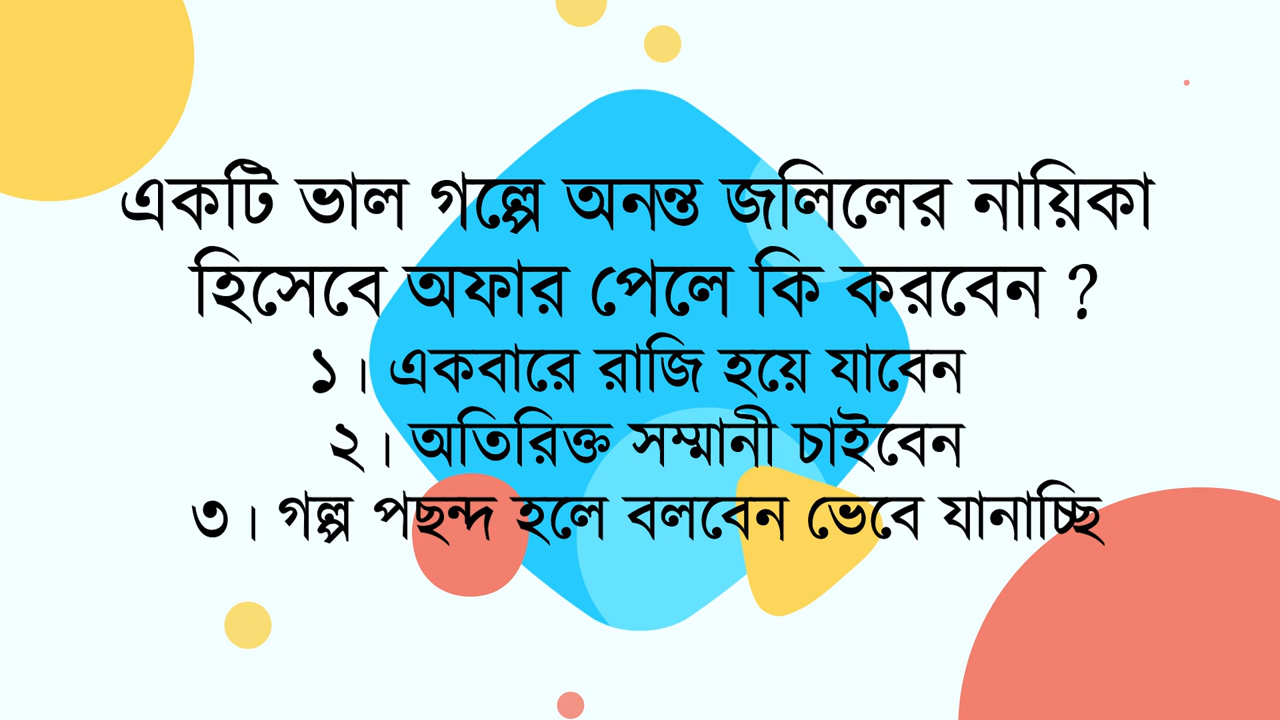 একটি ভাল গল্পে অনন্ত জলিলের নায়িকা
হিসেবে অফার পেলে কি করবেন ?
১। একবারে রাজি হয়ে যাবেন
২। অতিরিক্ত সম্মানী চাইবেন
৩। গল্প পছন্দ হলে বলবেন ভেবে যানাচ্ছি